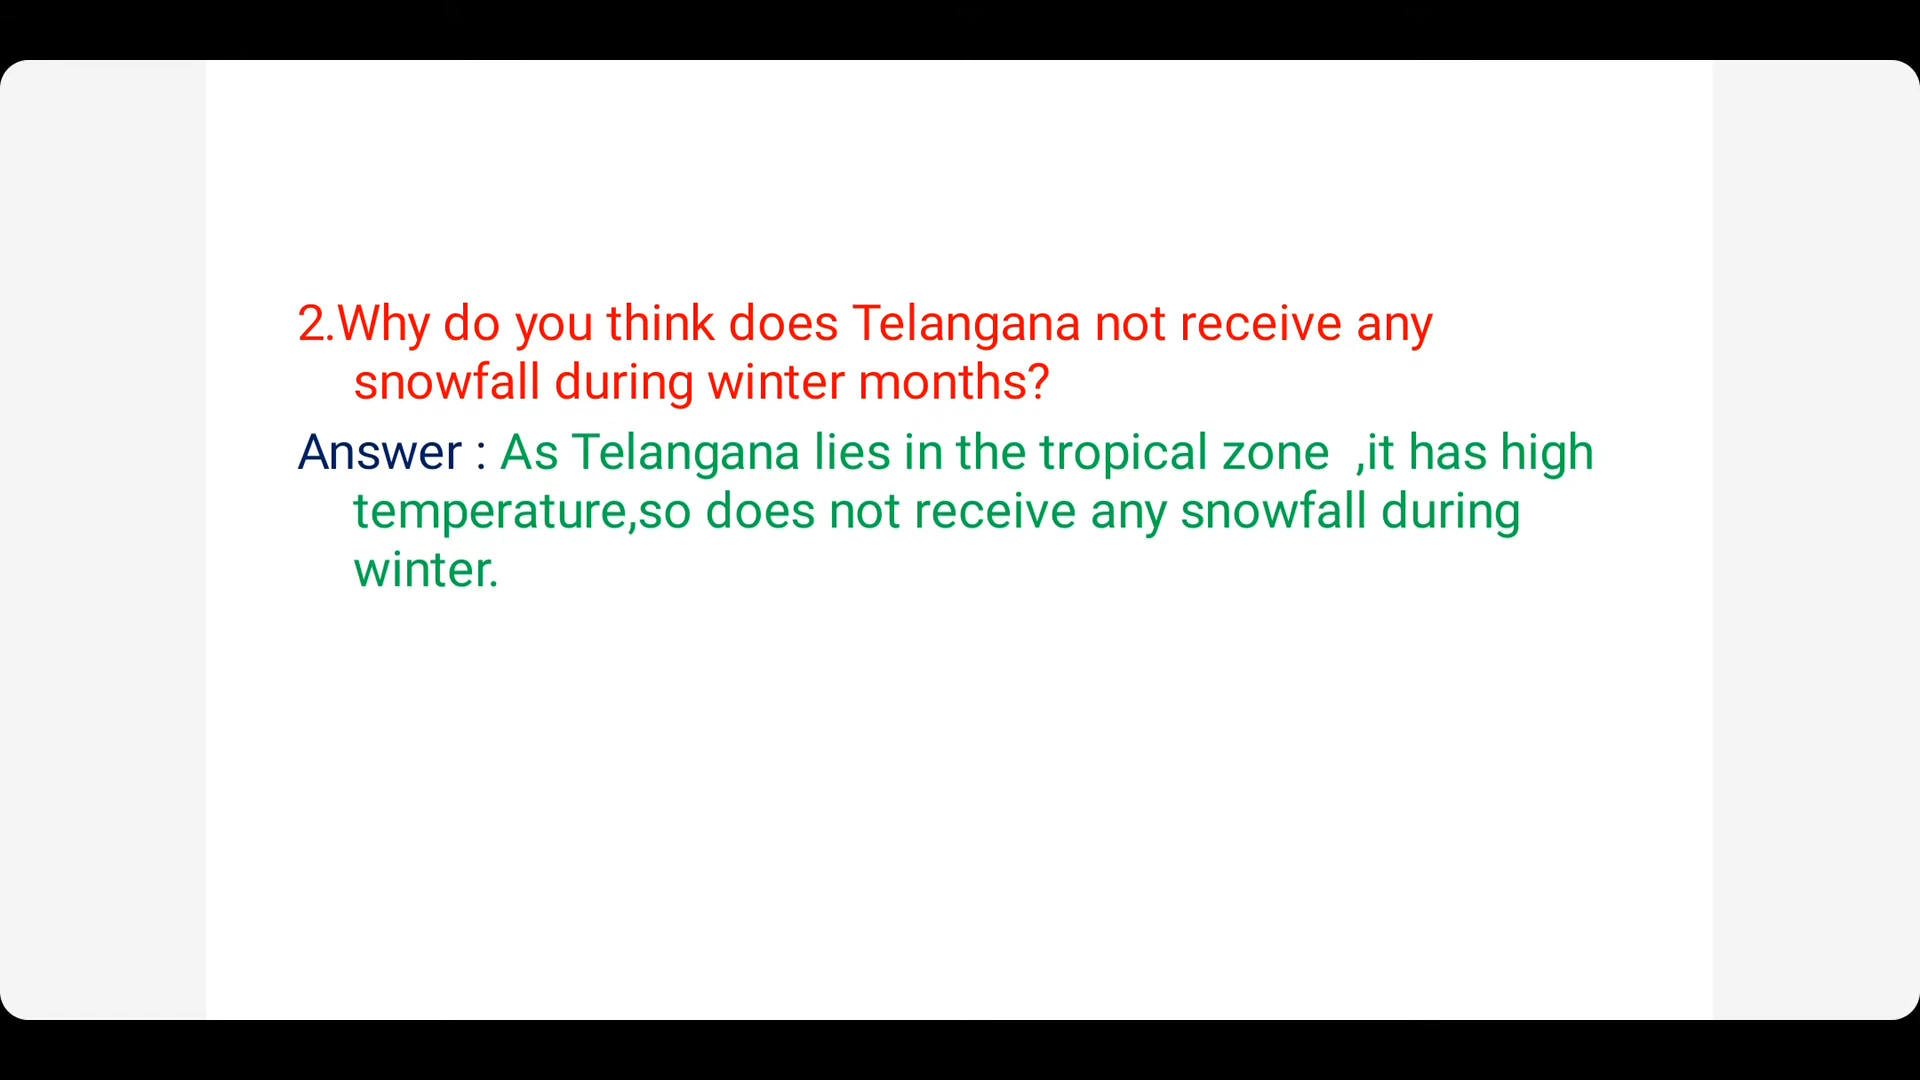 2.Why do you think does Telangana not receive any
snowfall during winter months?
Answer : As Telangana lies in the tropical zone  ,it has high
temperature,so does not receive any snowfall during
winter.